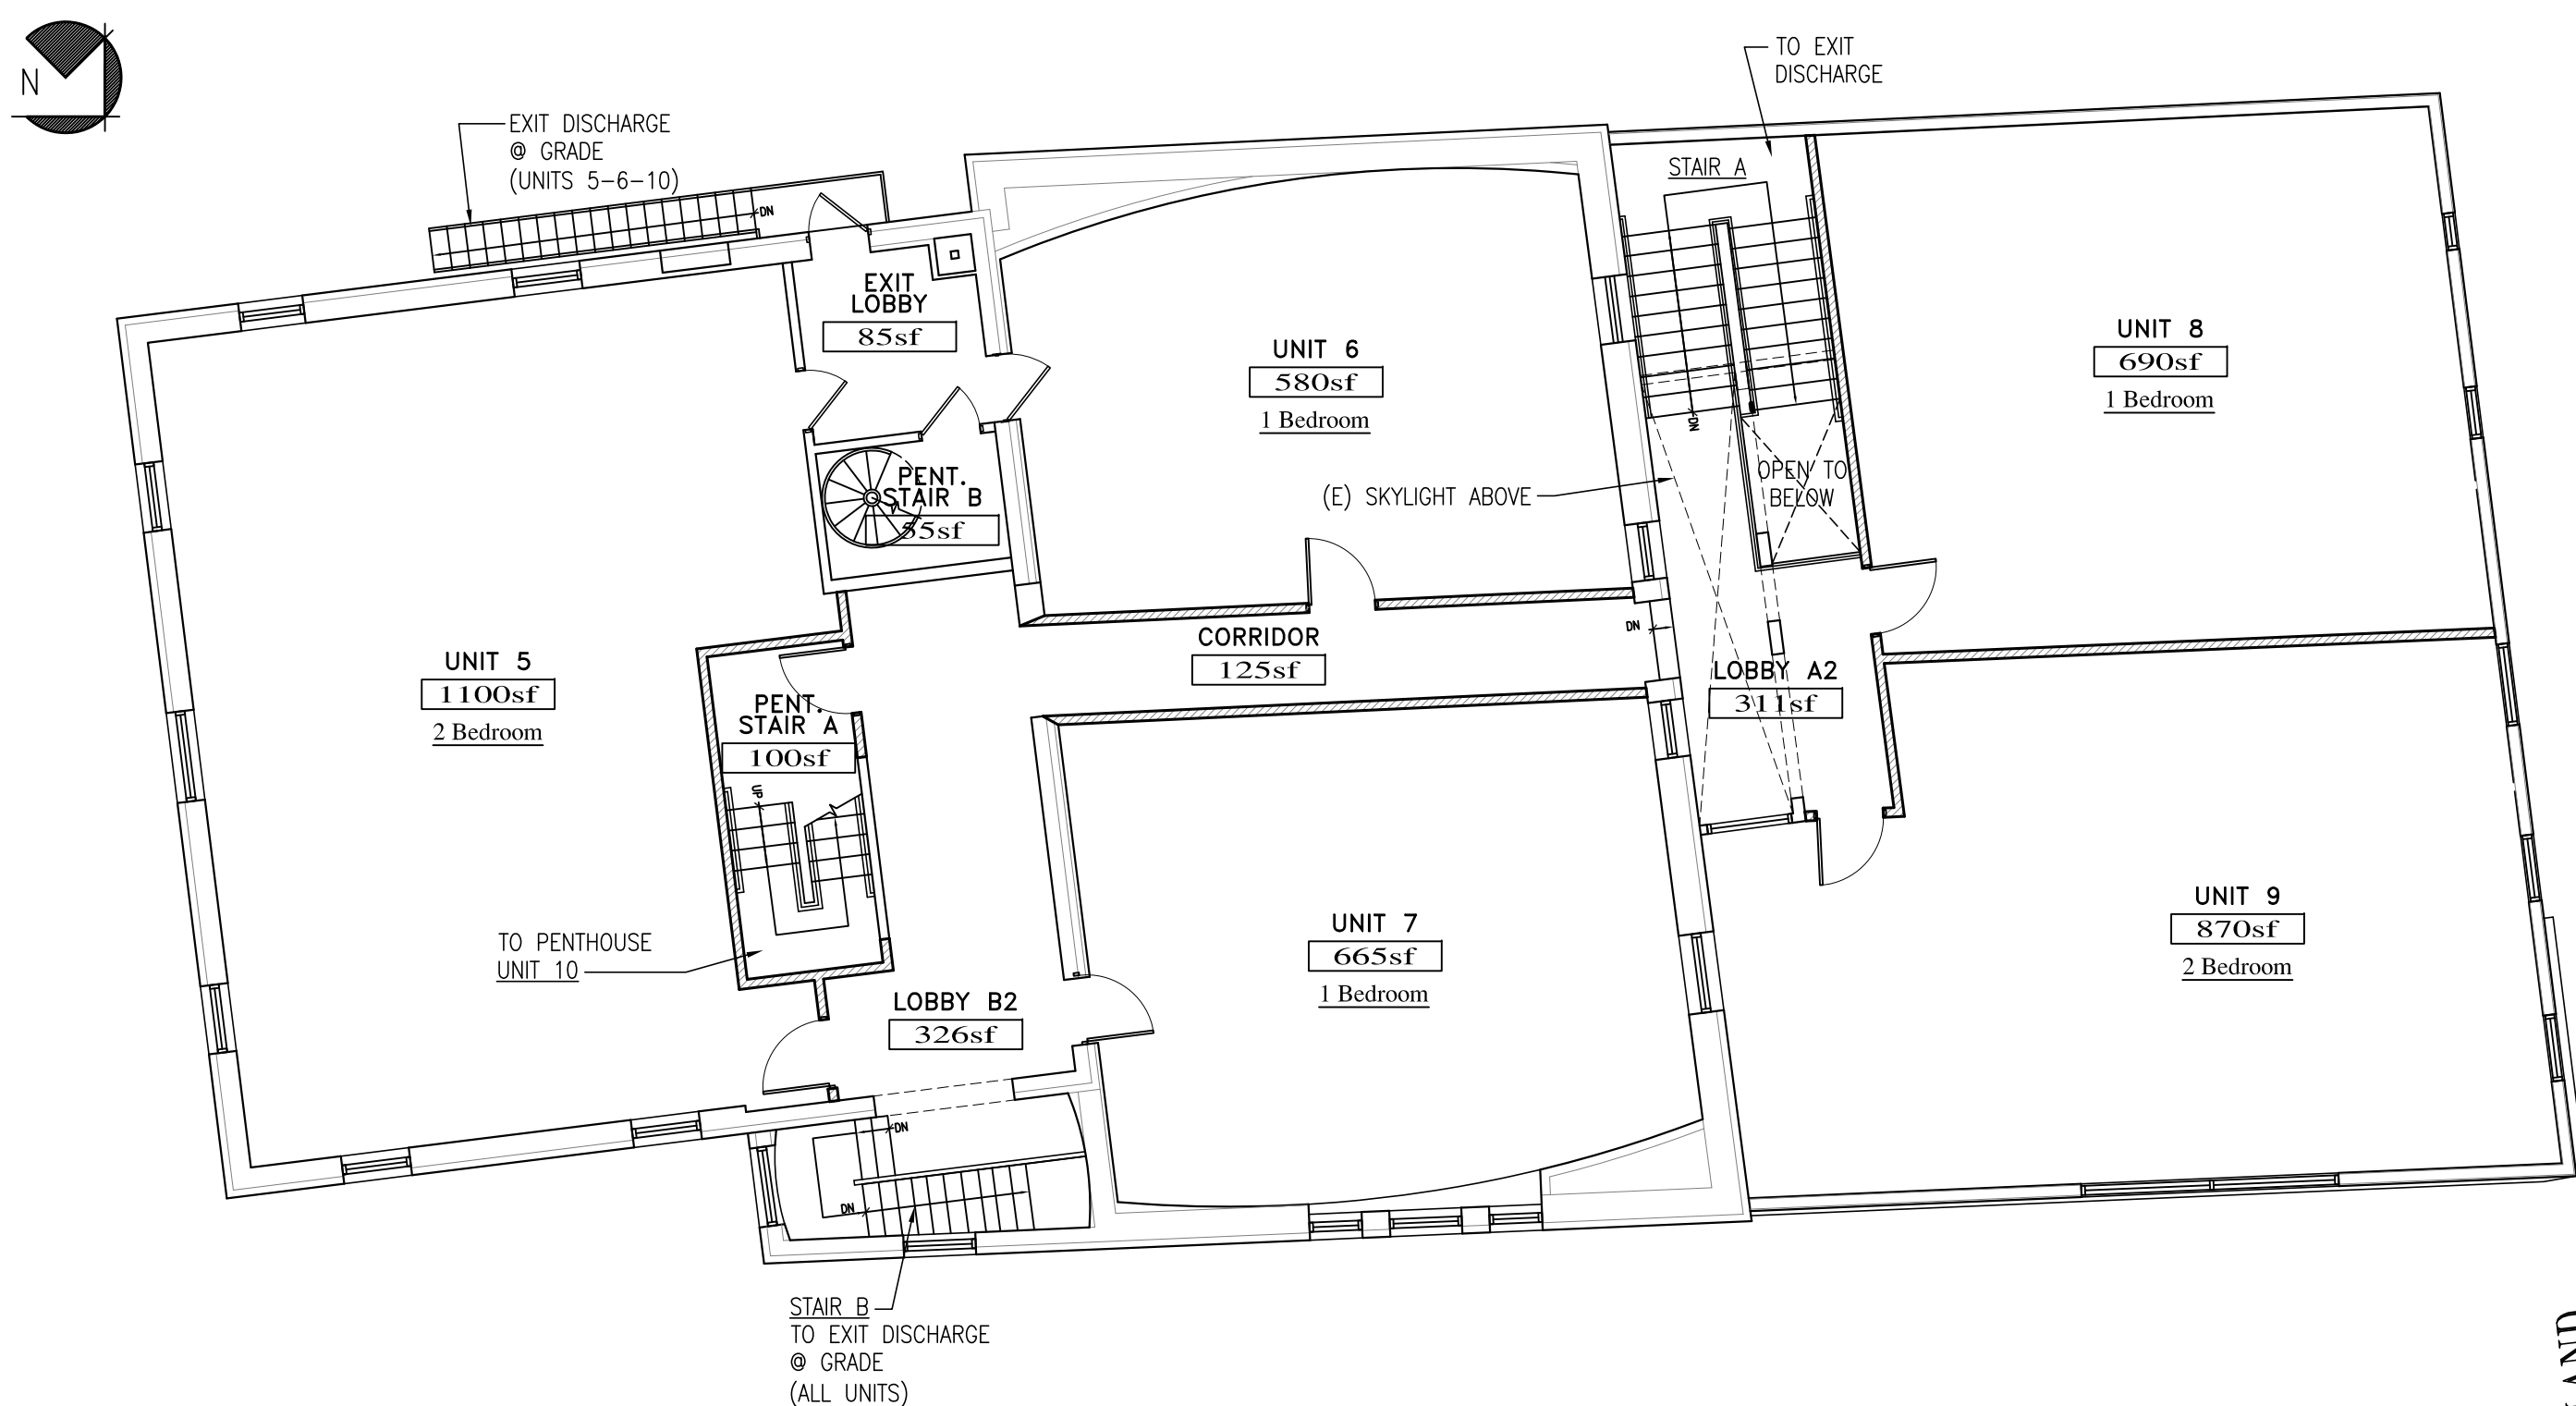 N
TO EXIT
DISCHARGE
EXIT DISCHARGE
@ GRADE
(UNITS 5-6-10)
DN
STAIR A
EXIT
LOBBY
85sf
UNIT 6
580sf
1 Bedroom
UNIT 8
690sf
1 Bedroom
DN
OPEN TO
BELOW
(E) SKYLIGHT ABOVE
PENT.
STAIR B
55sf
DN
CORRIDOR
125sf
UNIT 5
1100sf
2 Bedroom
LOBBY A2
311sf
PENT.
STAIR A
100sf
UP
UNIT 9
870sf
2 Bedroom
UNIT 7
665sf
1 Bedroom
TO PENTHOUSE
UNIT 10
LOBBY B2
326sf
DN
DN
STAIR B
TO EXIT DISCHARGE
@ GRADE
(ALL UNITS)
AND